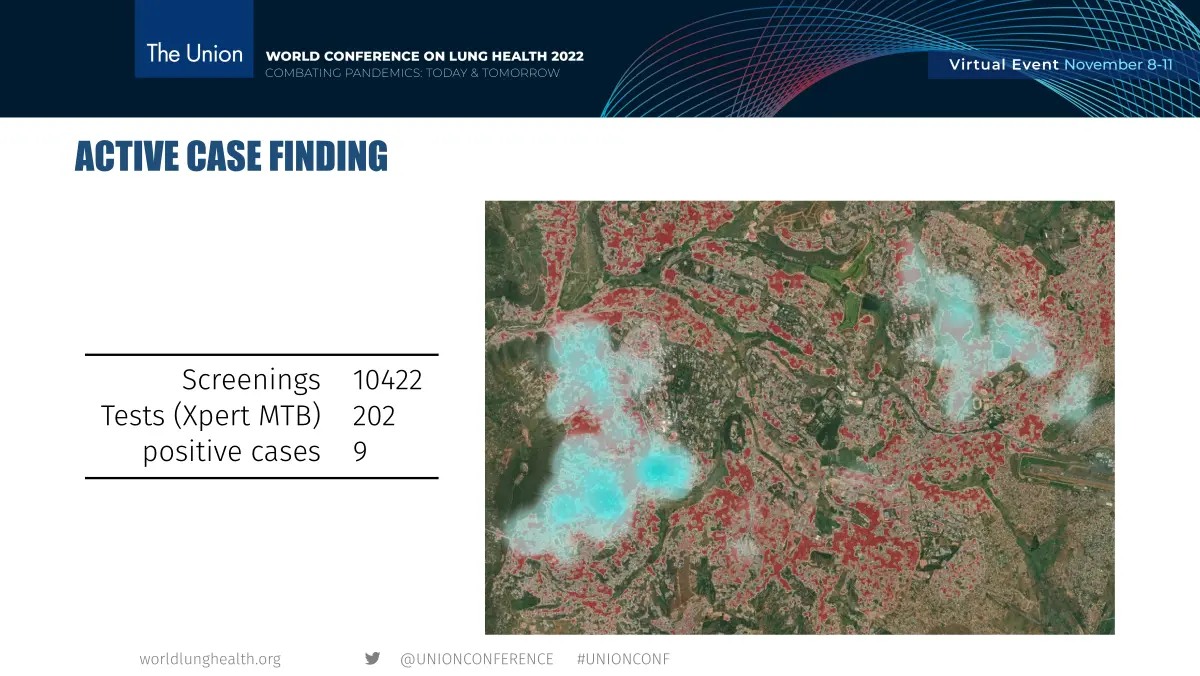 The Union
WORLD CONFERENCE ON LUNG HEALTH 2022
COMBATING PANDEMICS: TODAY & TOMORROW
Virtual Event November 8-11
ACTIVE CASE FINDING
Screenings 10422
Tests (Xpert MTB) 202
positive cases 9
worldlunghealth.org
@UNIONCONFERENCE #UNIONCONF